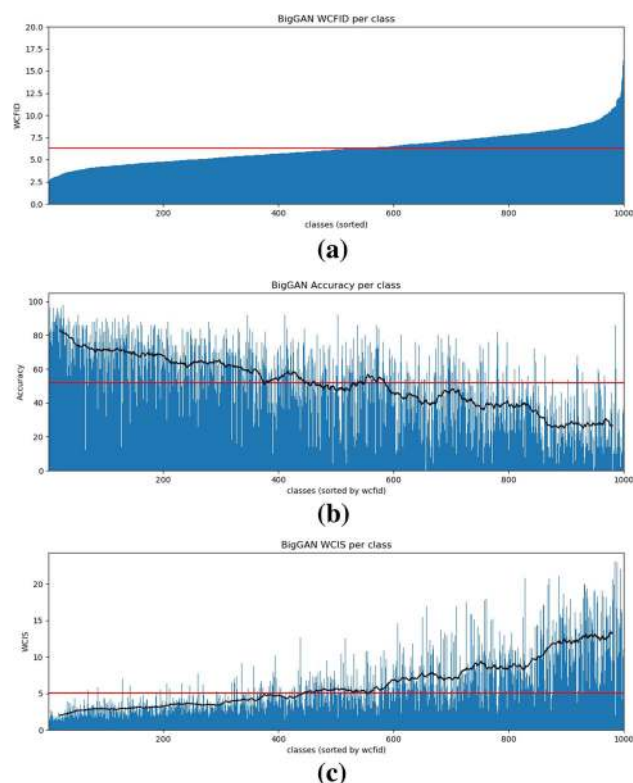 BigGAN WCFID per class
20.0
17.5
15.0
12.5
10.0
7.5
5.0
2.5
0.0
WCFID
200
400
600
800
1000
classes (sorted)
(a)
BigGAN Accuracy per class
100
80
60
40
20
0
Accuracy
200
400
600
800
1000
classes (sorted by wcfid)
(b)
BigGAN WCIS per class
20
15
10
5
0
WCIS
200
400
600
800
1000
classes (sorted by wcfid)
(c)